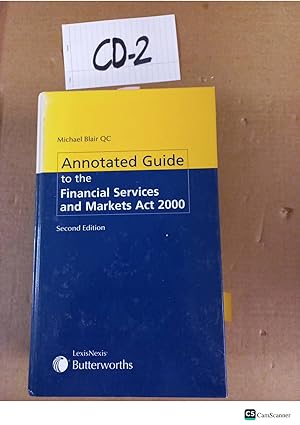 CD-2
Michael Blair QC
Annotated Guide
to the
Financial Services
and Markets Act 2000
Second Edition
LexisNexis®
Butterworths
CS CamScanner